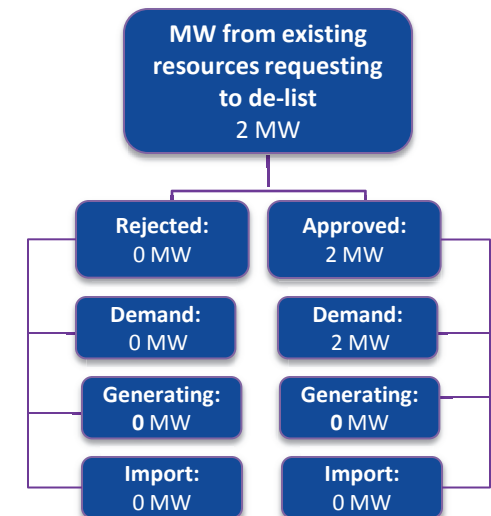 MW from existing
resources requesting
to de-list
2 MW
Rejected:
0 MW
Approved:
2 MW
Demand:
0 MW
Demand:
2 MW
Generating:
0 MW
Generating:
0 MW
Import:
0 MW
Import:
0 MW